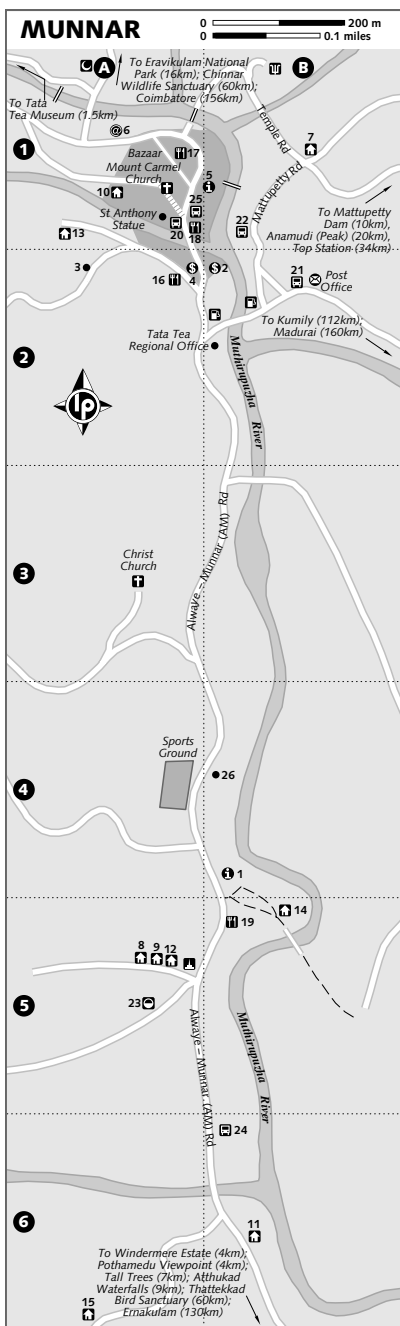 MUNNAR
0 200 m
0 0.1 miles
A
B
To Eravikulam National
Park (16km); Chinnar
Wildlife Sanctuary (60km);
Coimbatore (156km)
To Tata
Tea Museum (1.5km)
@ 6
Temple Rd
7
1
Bazaar
17
Mount Carmel
Church
5
i
Mattupetty Rd
10
25
St Anthony
Statue
20
18
22
13
To Mattupetty
Dam (10km),
Anamudi (Peak) (20km),
Top Station (34km)
3
16
$
4
$ 2
21
Post
Office
To Kumily (112km);
Madurai (160km)
Tata Tea
Regional Office
2
lp
Muthirupuzha River
Alwaye – Munnar (AM) Rd
3
Christ
Church
Sports
Ground
26
4
i 1
14
19
8
9
12
5
23
Alwaye – Munnar (AM) Rd
Muthirupuzha River
24
6
11
To Windermere Estate (4km);
Pothamedu Viewpoint (4km);
Tall Trees (7km); Atthukad
Waterfalls (9km); Thattekkad
Bird Sanctuary (60km);
Ernakulam (130km)
15